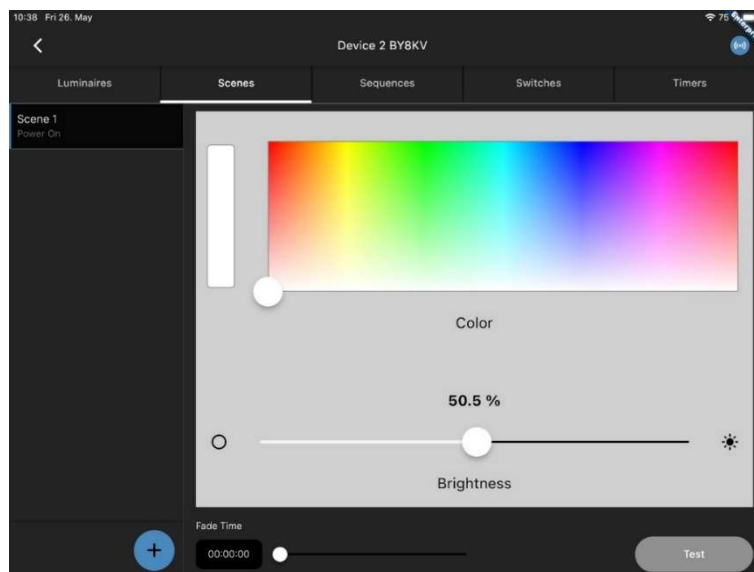 10:38 Fri 26. May
75
Device 2 BY8KV
Luminaires Scenes Sequences Switches Timers
Scene 1
Power On
Color
50.5 %
Brightness
Fade Time
00:00:00
Test